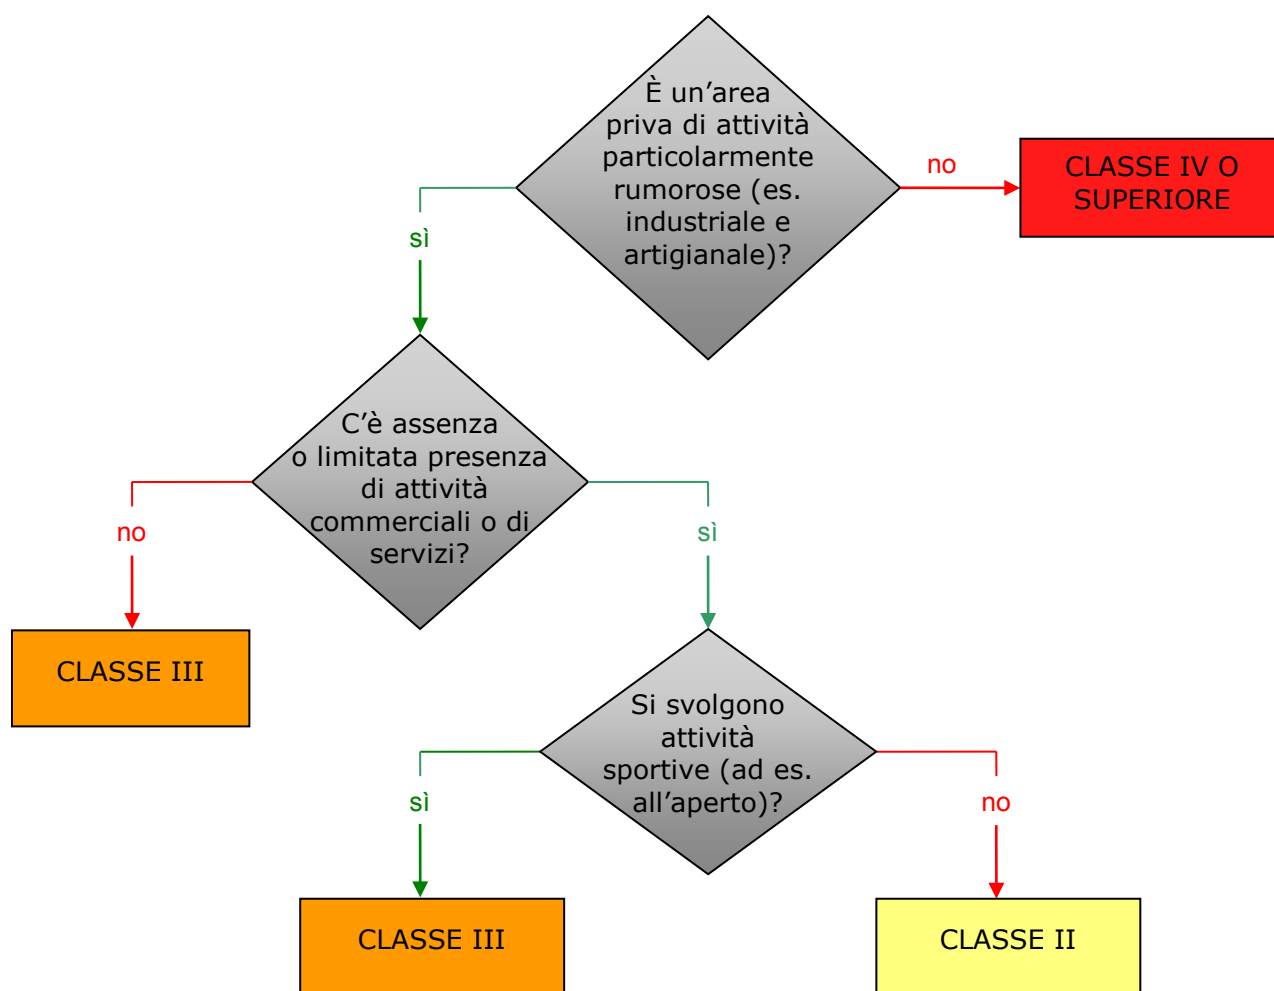 È un’area
priva di attività
particolarmente
rumorose (es.
industriale e
artigianale)?
no
CLASSE IV O
SUPERIORE
sì
C’è assenza
o limitata presenza
di attività
commerciali o di
servizi?
no
sì
CLASSE III
Si svolgono
attività
sportive (ad es.
all’aperto)?
sì
no
CLASSE III
CLASSE II